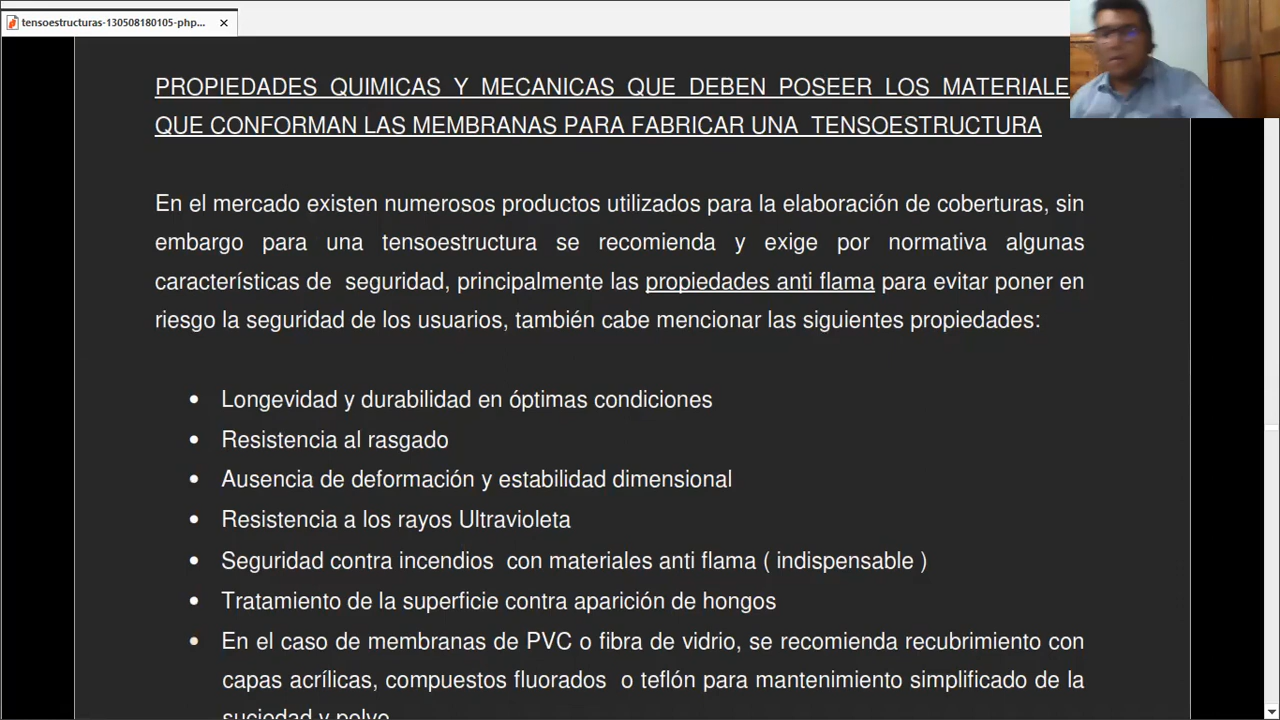 tensoestructuras-130508180105-php...
PROPIEDADES QUIMICAS Y MECANICAS QUE DEBEN POSEER LOS MATERIALE
QUE CONFORMAN LAS MEMBRANAS PARA FABRICAR UNA TENSOESTRUCTURA
En el mercado existen numerosos productos utilizados para la elaboración de coberturas, sin
embargo para una tensoestructura se recomienda y exige por normativa algunas
características de seguridad, principalmente las propiedades anti flama para evitar poner en
riesgo la seguridad de los usuarios, también cabe mencionar las siguientes propiedades:
• Longevidad y durabilidad en óptimas condiciones
• Resistencia al rasgado
• Ausencia de deformación y estabilidad dimensional
• Resistencia a los rayos Ultravioleta
• Seguridad contra incendios con materiales anti flama ( indispensable )
• Tratamiento de la superficie contra aparición de hongos
• En el caso de membranas de PVC o fibra de vidrio, se recomienda recubrimiento con
capas acrílicas, compuestos fluorados o teflón para mantenimiento simplificado de la
suciedad y polvo